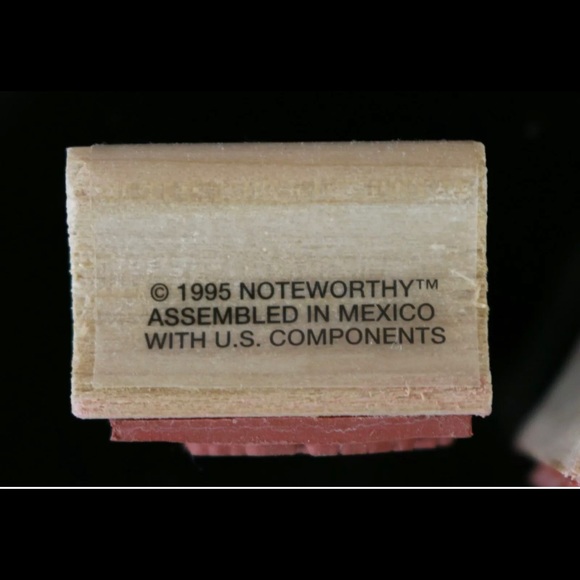 © 1995 NOTEWORTHY™
ASSEMBLED IN MEXICO
WITH U.S. COMPONENTS